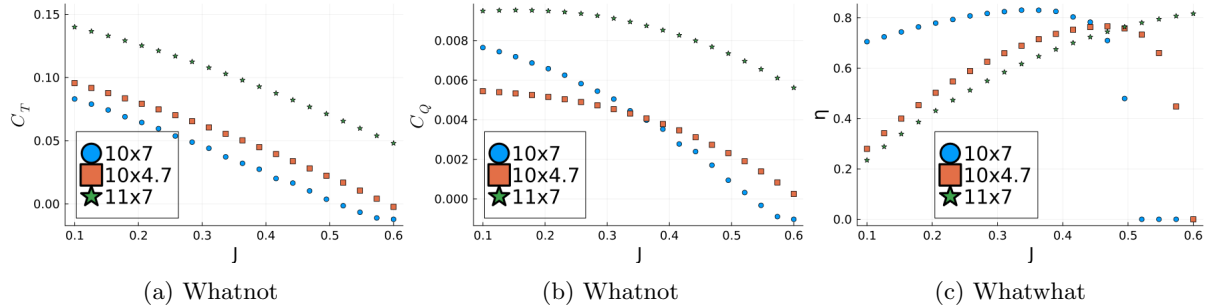 C_T
0.15
0.10
0.05
0.00
10x7
10x4.7
11x7
0.1 0.2 0.3 0.4 0.5 0.6
J
(a) Whatnot
C_Q
0.008
0.006
0.004
0.002
0.000
10x7
10x4.7
11x7
0.1 0.2 0.3 0.4 0.5 0.6
J
(b) Whatnot
η
0.8
0.6
0.4
0.2
0.0
10x7
10x4.7
11x7
0.1 0.2 0.3 0.4 0.5 0.6
J
(c) Whatwhat